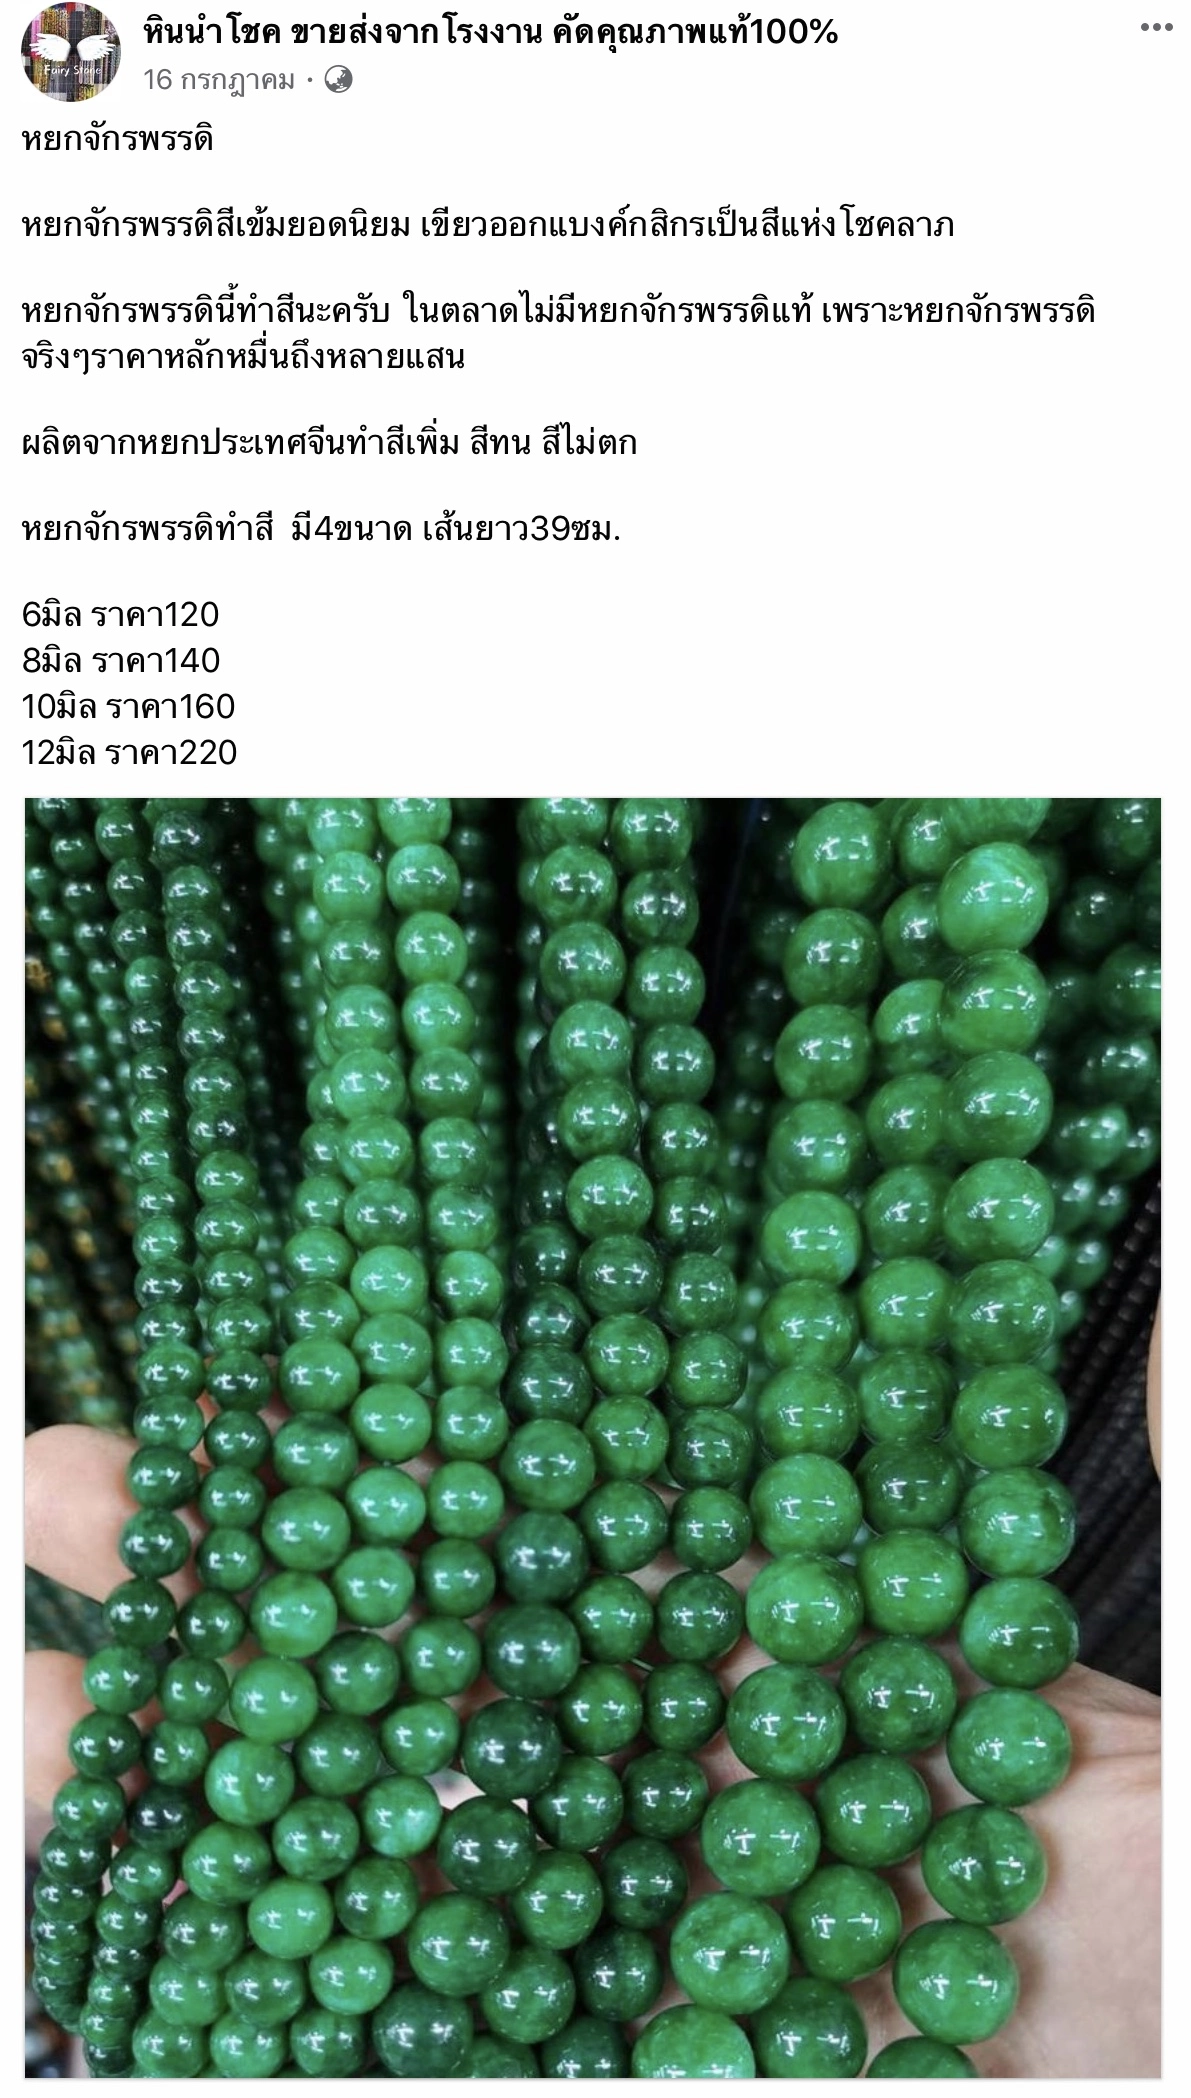 หินนำโชค ขายส่งจากโรงงาน คัดคุณภาพแท้100%
16 กรกฎาคม ·
Fairy Stone
หยกจักรพรรดิ
หยกจักรพรรดิสีเข้มยอดนิยม เขียวออกแบงค์กสิกรเป็นสีแห่งโชคลาภ
หยกจักรพรรดินี้ทำสีนะครับ ในตลาดไม่มีหยกจักรพรรดิแท้ เพราะหยกจักรพรรดิ
จริงๆราคาหลักหมื่นถึงหลายแสน
ผลิตจากหยกประเทศจีนทำสีเพิ่ม สีทน สีไม่ตก
หยกจักรพรรดิทำสี มี4ขนาด เส้นยาว39ซม.
6มิล ราคา120
8มิล ราคา140
10มิล ราคา160
12มิล ราคา220